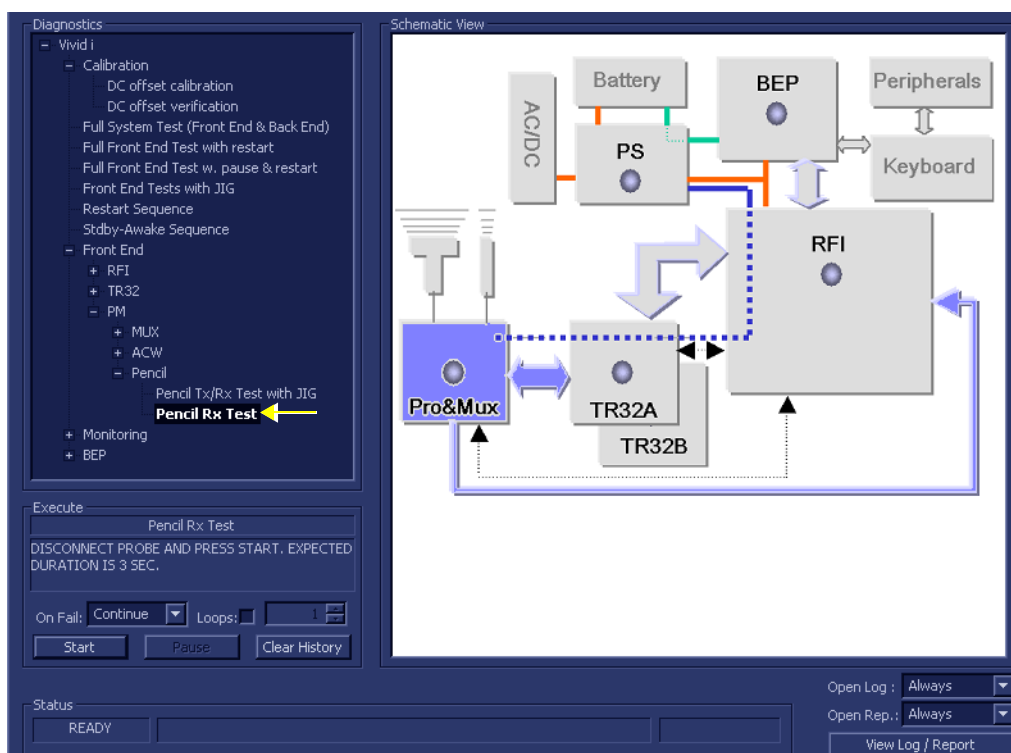 Diagnostics
Vivid i
Calibration
DC offset calibration
DC offset verification
Full System Test (Front End & Back End)
Full Front End Test with restart
Full Front End Test w. pause & restart
Front End Tests with JIG
Restart Sequence
Stdby-Awake Sequence
Front End
RFI
TR32
PM
MUX
ACW
Pencil
Pencil Tx/Rx Test with JIG
Pencil Rx Test
Monitoring
BEP
Execute
Pencil Rx Test
DISCONNECT PROBE AND PRESS START. EXPECTED
DURATION IS 3 SEC.
On Fail: Continue Loops: 1
Start Pause Clear History
Schematic View
Battery
BEP
Peripherals
AC/DC
PS
Keyboard
RFI
Pro&Mux
TR32A
TR32B
Status
READY
Open Log : Always
Open Rep.: Always
View Log / Report